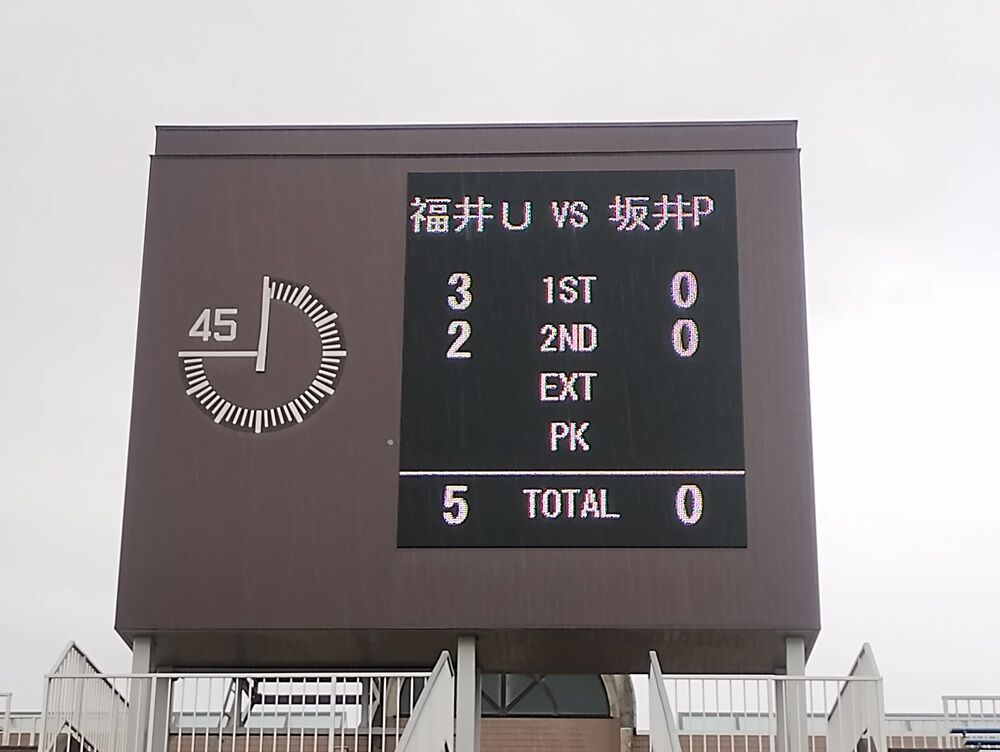 福井U VS 坂井P
45
3 1ST 0
2 2ND 0
EXT
PK
5 TOTAL 0